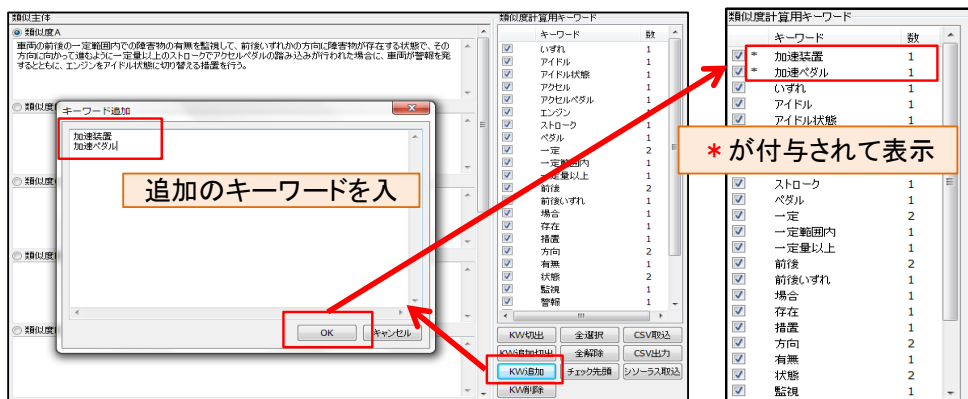 類似主体
類似度A
車両の前後の一定範囲内での障害物の有無を監視して、前後いずれかの方向に障害物が存在する状態で、その
方向に向かって進むように一定量以上のストロークでアクセルペダルの踏み込みが行われた場合に、車両が警報を発
するとともに、エンジンをアイドル状態に切り替える措置を行う。
類似度
類似度
類似度
類似度
キーワード追加
加速装置
加速ペダル
追加のキーワードを入
OK
キャンセル
類似度計算用キーワード
キーワード 数
いずれ 1
アイドル 1
アイドル状態 1
アクセル 1
アクセルペダル 1
エンジン 1
ストローク 1
ペダル 1
一定 2
一定範囲内 1
一定量以上 1
前後 2
前後いずれ 1
場合 1
存在 1
措置 1
方向 2
有無 1
状態 2
監視 1
警報 1
KW切出 全選択 CSV取込
KW追加切出 全解除 CSV出力
KW追加 チェック先頭 シソーラス取込
KW削除
類似度計算用キーワード
キーワード 数
* 加速装置 1
* 加速ペダル 1
いずれ 1
アイドル 1
アイドル状態 1
*が付与されて表示
ストローク 1
ペダル 1
一定 2
一定範囲内 1
一定量以上 1
前後 2
前後いずれ 1
場合 1
存在 1
措置 1
方向 2
有無 1
状態 2
監視 1